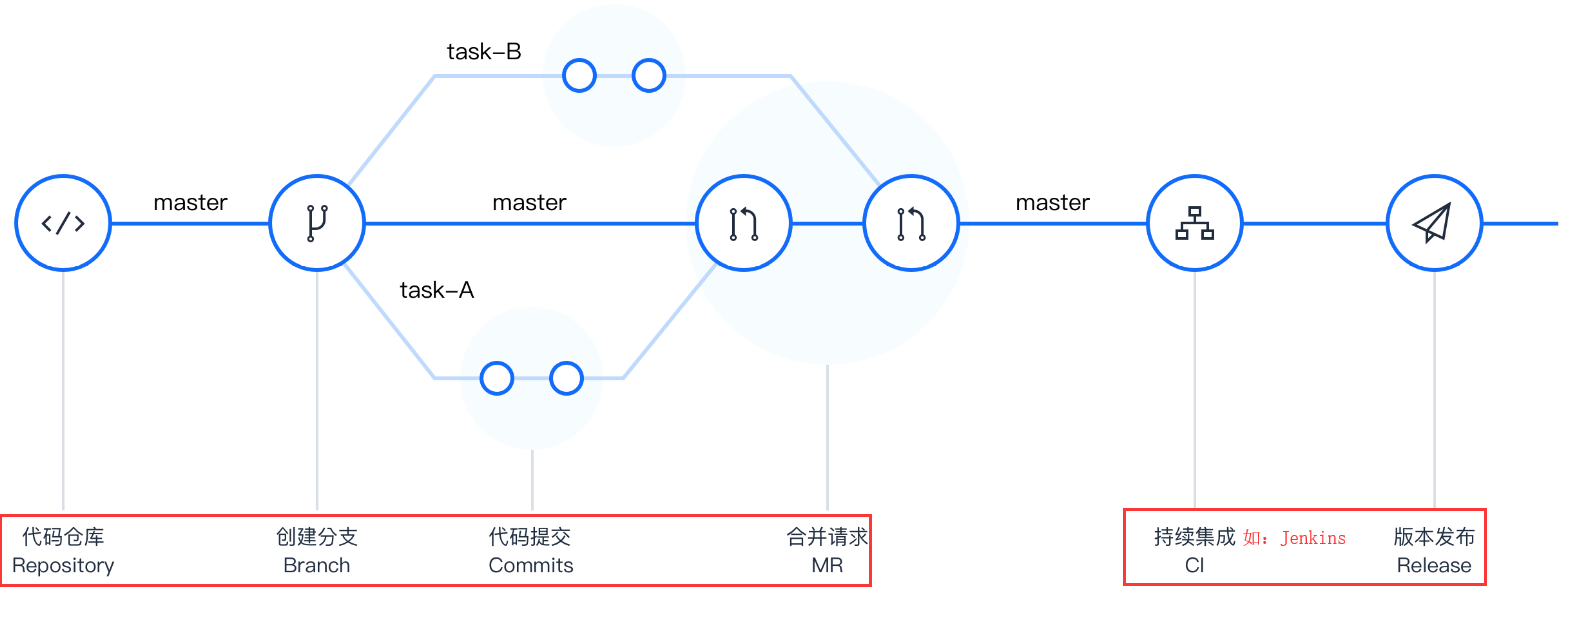 task-B
master
master
master
task-A
代码仓库
Repository
创建分支
Branch
代码提交
Commits
合并请求
MR
持续集成 如：Jenkins
CI
版本发布
Release